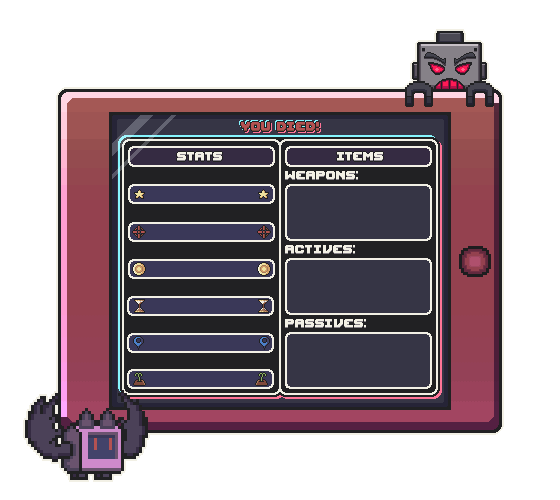 YOU DIED!
STATS
ITEMS
WEAPONS:
ACTIVES:
PASSIVES: